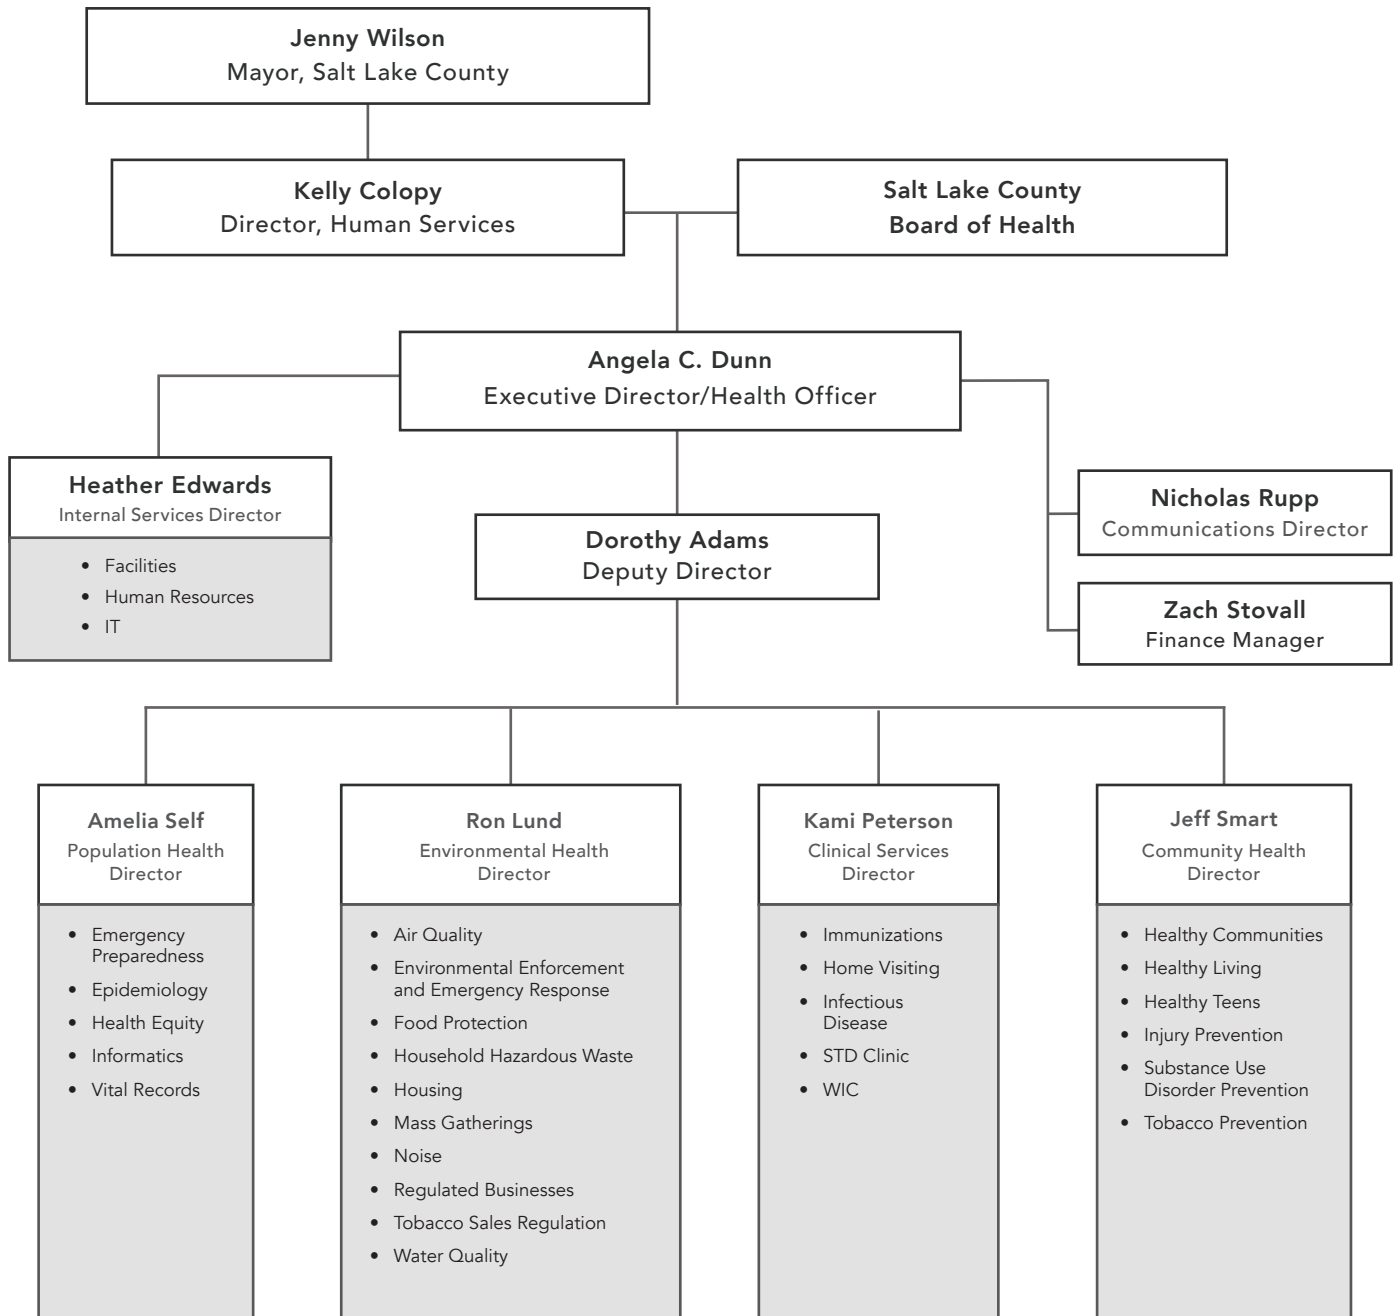 Jenny Wilson
Mayor, Salt Lake County
Kelly Colopy
Director, Human Services
Salt Lake County
Board of Health
Angela C. Dunn
Executive Director/Health Officer
Heather Edwards
Internal Services Director
• Facilities
• Human Resources
• IT
Dorothy Adams
Deputy Director
Nicholas Rupp
Communications Director
Zach Stovall
Finance Manager
Amelia Self
Population Health
Director
• Emergency
Preparedness
• Epidemiology
• Health Equity
• Informatics
• Vital Records
Ron Lund
Environmental Health
Director
• Air Quality
• Environmental Enforcement
and Emergency Response
• Food Protection
• Household Hazardous Waste
• Housing
• Mass Gatherings
• Noise
• Regulated Businesses
• Tobacco Sales Regulation
• Water Quality
Kami Peterson
Clinical Services
Director
• Immunizations
• Home Visiting
• Infectious
Disease
• STD Clinic
• WIC
Jeff Smart
Community Health
Director
• Healthy Communities
• Healthy Living
• Healthy Teens
• Injury Prevention
• Substance Use
Disorder Prevention
• Tobacco Prevention